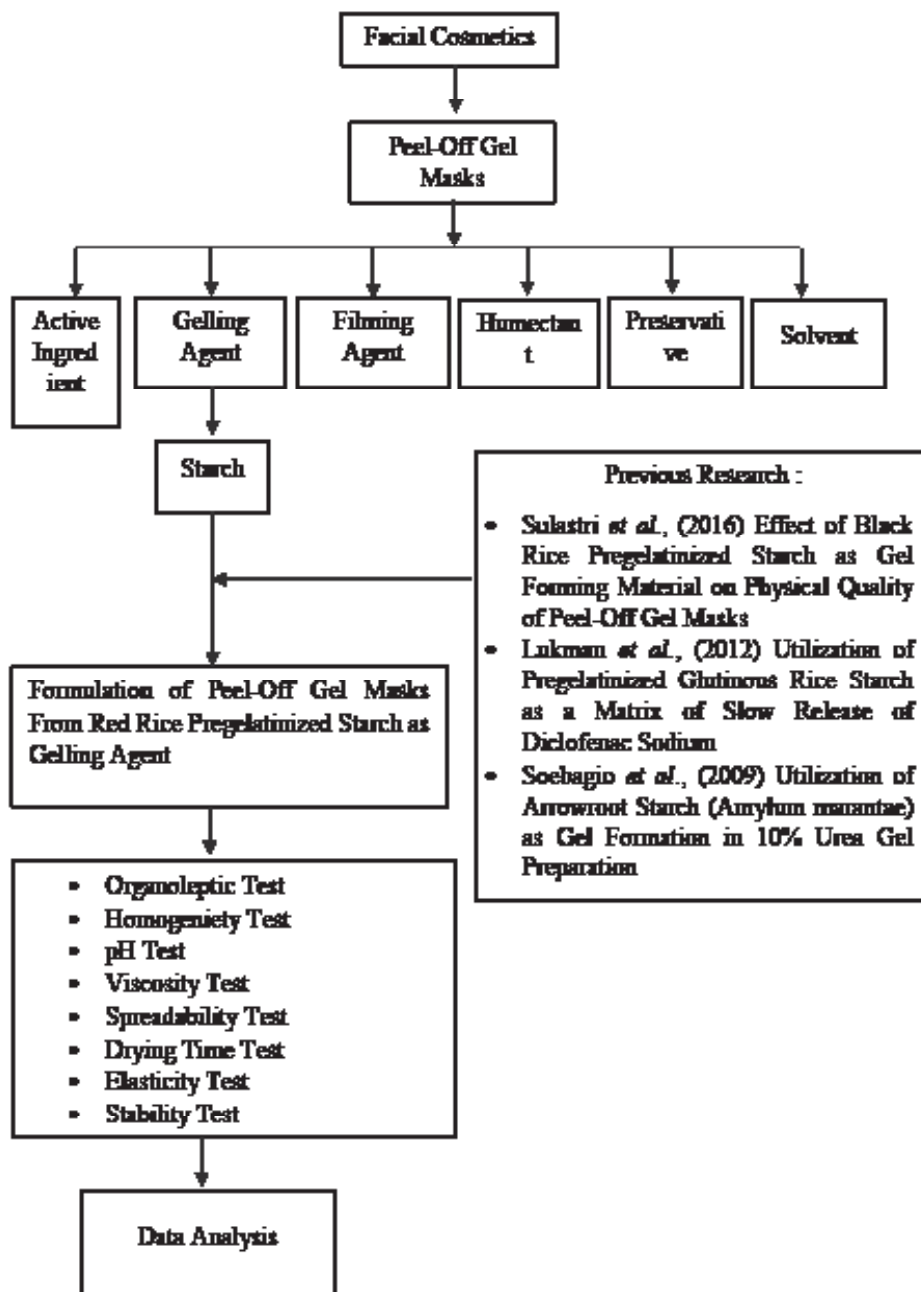 Facial Cosmetics
Peel-Off Gel
Masks
Active
Ingred
ient
Gelling
Agent
Filming
Agent
Humectan
t
Preservati
ve
Solvent
Starch
Previous Research :
• Sulastri et al., (2016) Effect of Black
Rice Pregelatinized Starch as Gel
Forming Material on Physical Quality
of Peel-Off Gel Masks
• Lukman et al., (2012) Utilization of
Pregelatinized Glutinous Rice Starch
as a Matrix of Slow Release of
Diclofenac Sodium
• Soebagio et al., (2009) Utilization of
Arrowroot Starch (Amylum marantae)
as Gel Formation in 10% Urea Gel
Preparation
Formulation of Peel-Off Gel Masks
From Red Rice Pregelatinized Starch as
Gelling Agent
• Organoleptic Test
• Homogeniety Test
• pH Test
• Viscosity Test
• Spreadability Test
• Drying Time Test
• Elasticity Test
• Stability Test
Data Analysis